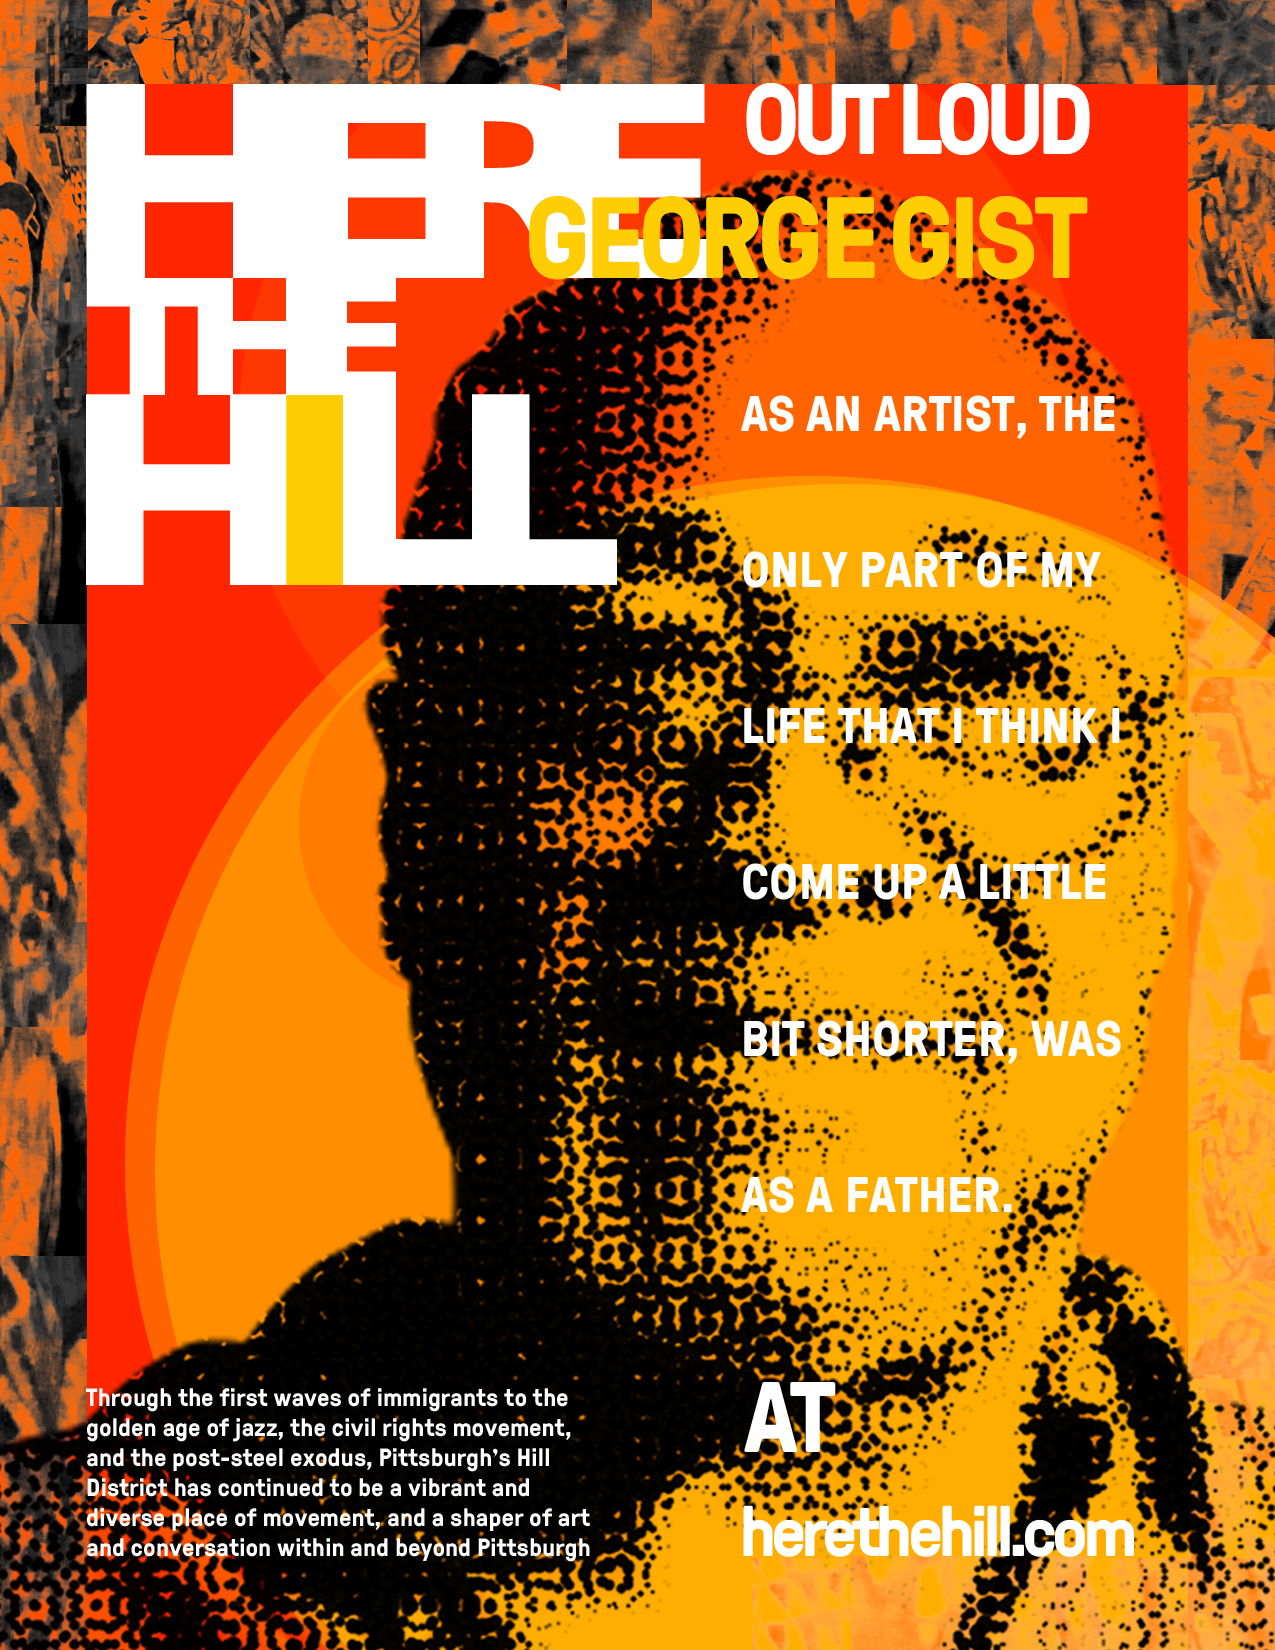 HERE
THE
HILL
OUT LOUD
GEORGE GIST
AS AN ARTIST, THE
ONLY PART OF MY
LIFE THAT I THINK I
COME UP A LITTLE
BIT SHORTER, WAS
AS A FATHER.
Through the first waves of immigrants to the
golden age of jazz, the civil rights movement,
and the post-steel exodus, Pittsburgh’s Hill
District has continued to be a vibrant and
diverse place of movement, and a shaper of art
and conversation within and beyond Pittsburgh
AT
herethehill.com